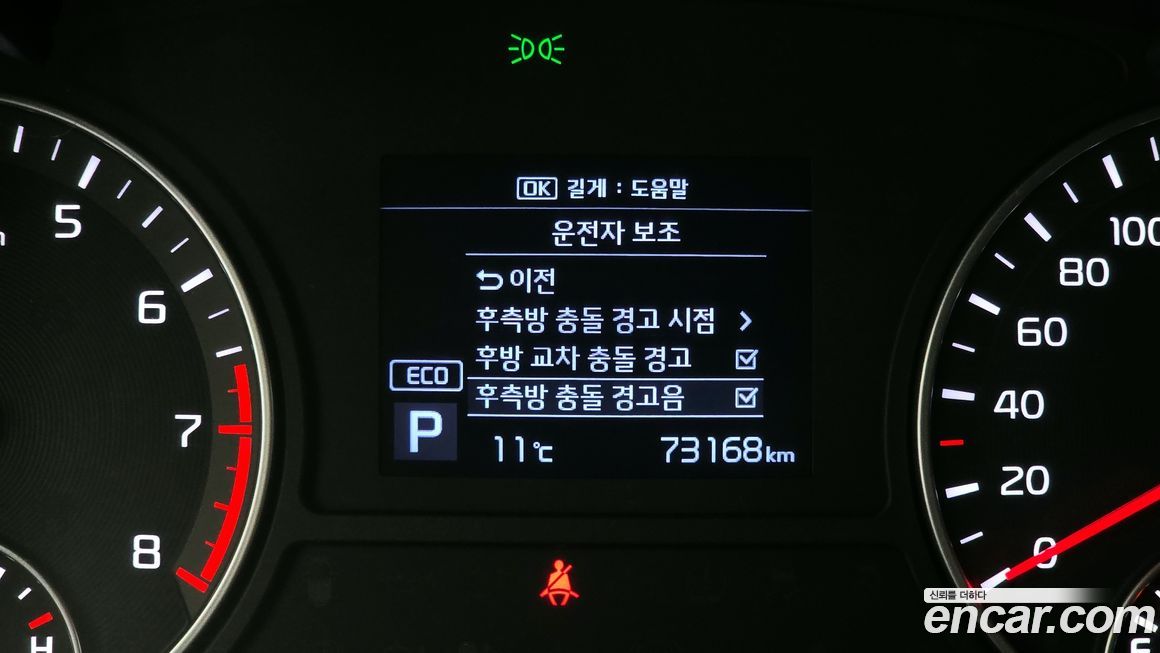 OK 길게 : 도움말
운전자 보조
이전
후측방 충돌 경고 시점
후방 교차 충돌 경고
후측방 충돌 경고음
ECO
P
11℃ 73168km
5
6
7
8
H
100
80
60
40
20
0
신뢰를 더하다
encar.com